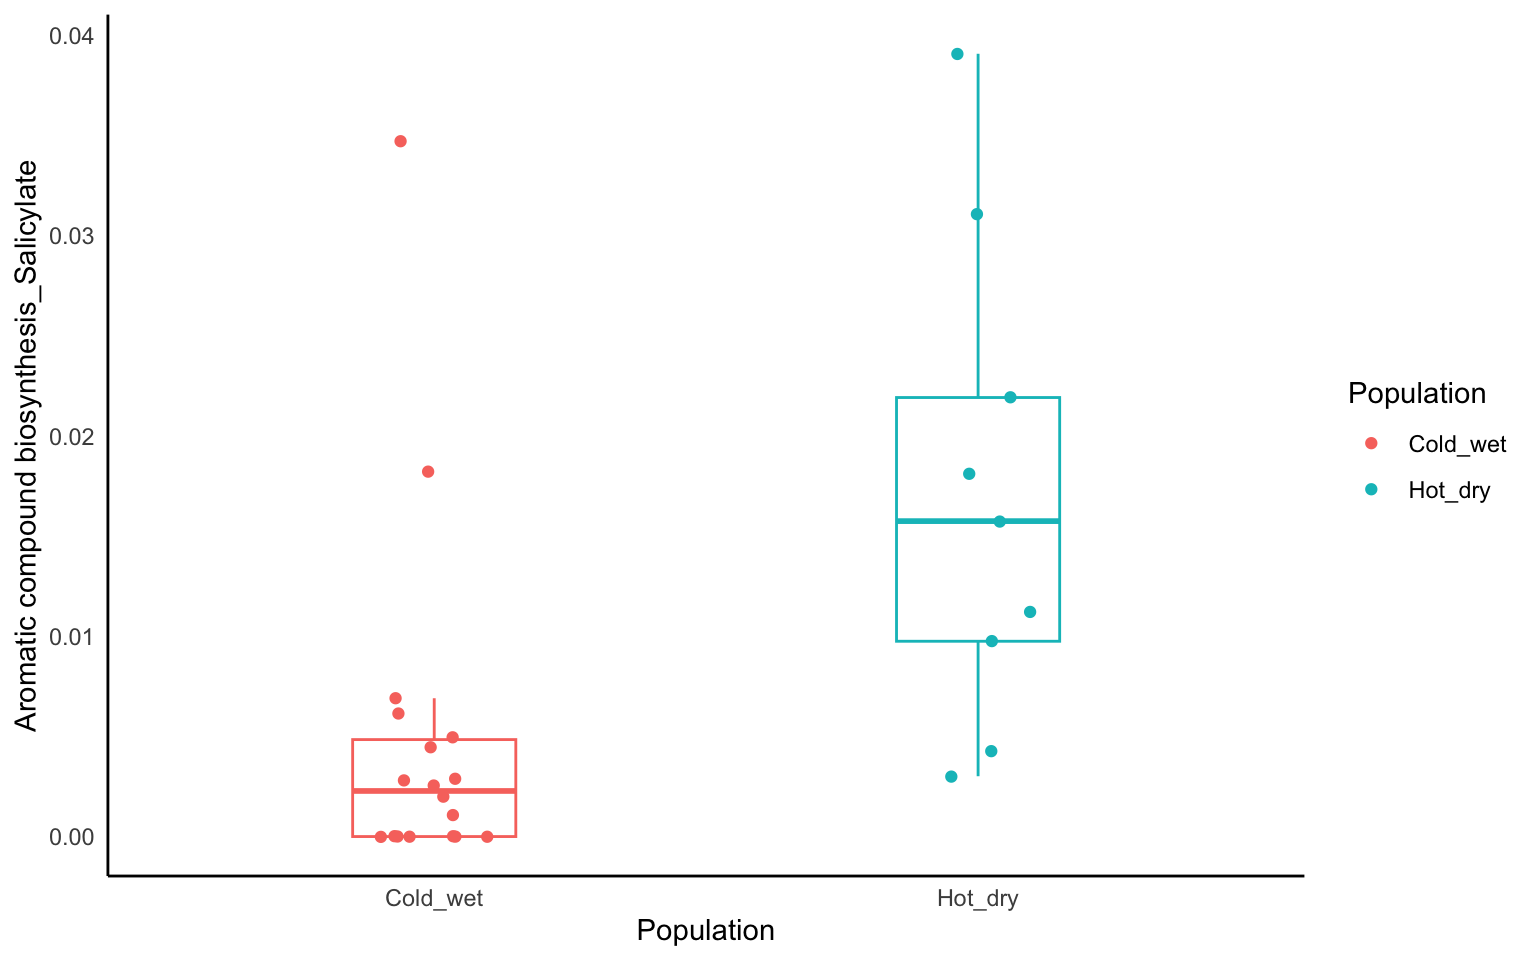 Aromatic compound biosynthesis_Salicylate
0.04
0.03
0.02
0.01
0.00
Cold_wet
Hot_dry
Population
Population
Cold_wet
Hot_dry